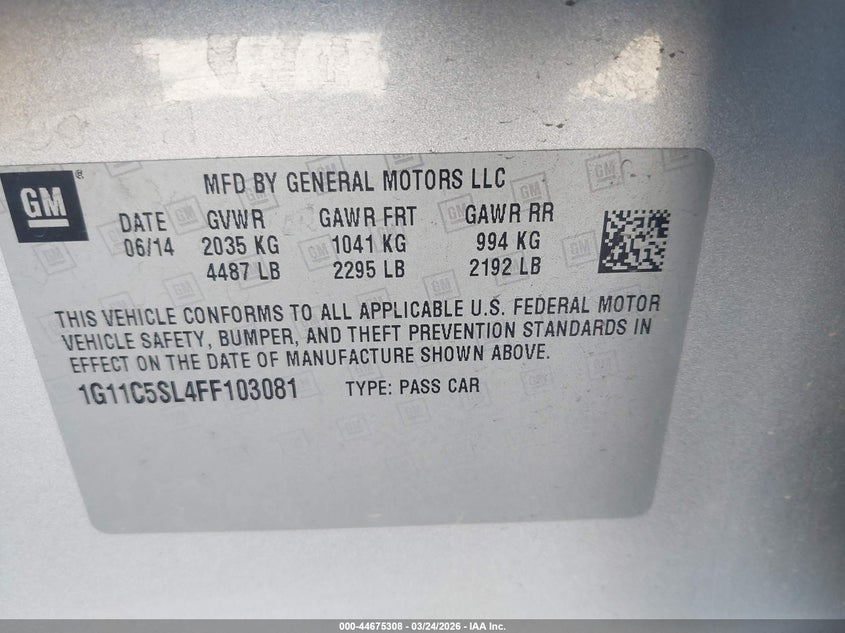 GM ®
MFD BY GENERAL MOTORS LLC
DATE GVWR GAWR FRT GAWR RR
06/14 2035 KG 1041 KG 994 KG
4487 LB 2295 LB 2192 LB
THIS VEHICLE CONFORMS TO ALL APPLICABLE U.S. FEDERAL MOTOR
VEHICLE SAFETY, BUMPER, AND THEFT PREVENTION STANDARDS IN
EFFECT ON THE DATE OF MANUFACTURE SHOWN ABOVE.
1G11C5SL4FF103081 TYPE: PASS CAR
000-44675308 - 03/24/2026 - IAA Inc.